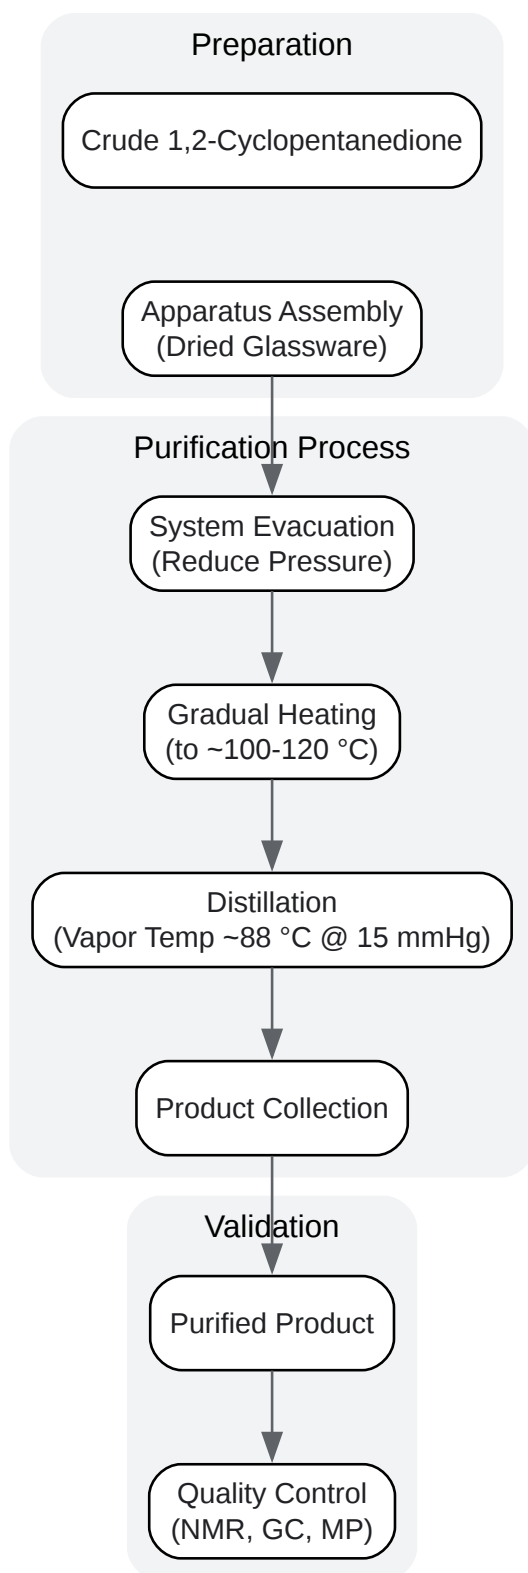 Preparation
Crude 1,2-Cyclopentanedione
Apparatus Assembly
(Dried Glassware)
Purification Process
System Evacuation
(Reduce Pressure)
Gradual Heating
(to ~100-120 °C)
Distillation
(Vapor Temp ~88 °C @ 15 mmHg)
Product Collection
Validation
Purified Product
Quality Control
(NMR, GC, MP)